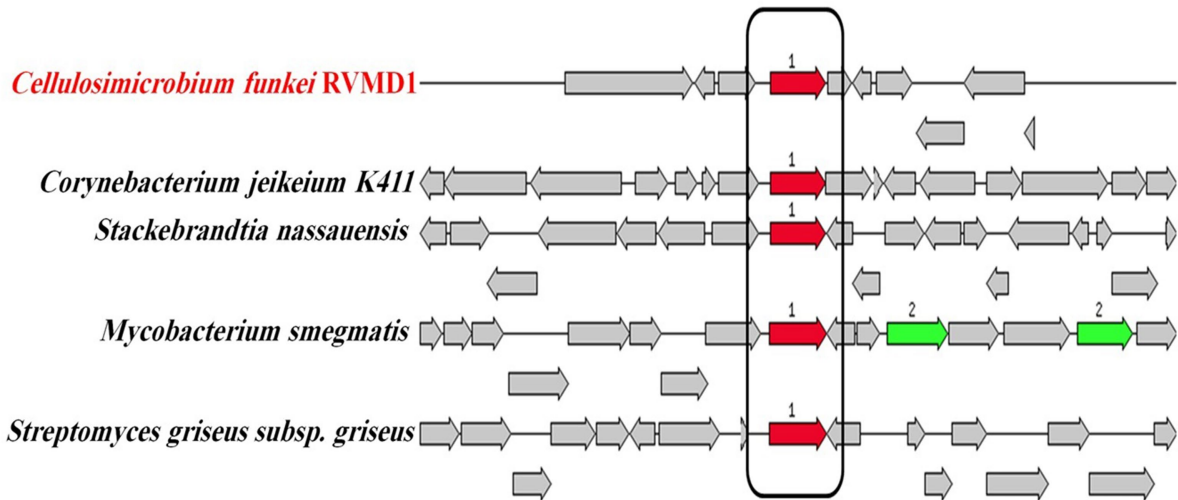 1
Cellulosimicrobium funkei RVMD1
1
Corynebacterium jeikeium K411
1
Stackebrandtia nassauensis
1 2 2
Mycobacterium smegmatis
1
Streptomyces griseus subsp. griseus